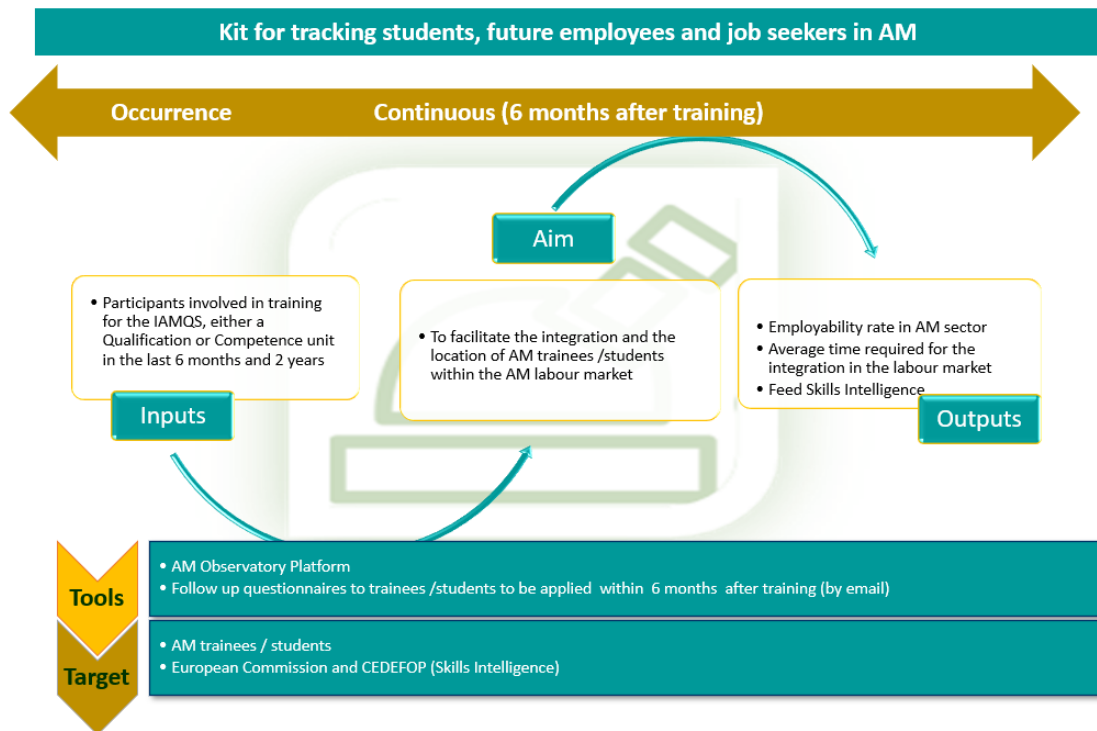 Kit for tracking students, future employees and job seekers in AM
Occurrence
Continuous (6 months after training)
Aim
• Participants involved in training
for the IAMQS, either a
Qualification or Competence unit
in the last 6 months and 2 years
Inputs
• To facilitate the integration and the
location of AM trainees /students
within the AM labour market
• Employability rate in AM sector
• Average time required for the
integration in the labour market
• Feed Skills Intelligence
Outputs
Tools
• AM Observatory Platform
• Follow up questionnaires to trainees /students to be applied  within  6 months  after training (by email)
Target
• AM trainees / students
• European Commission and CEDEFOP (Skills Intelligence)